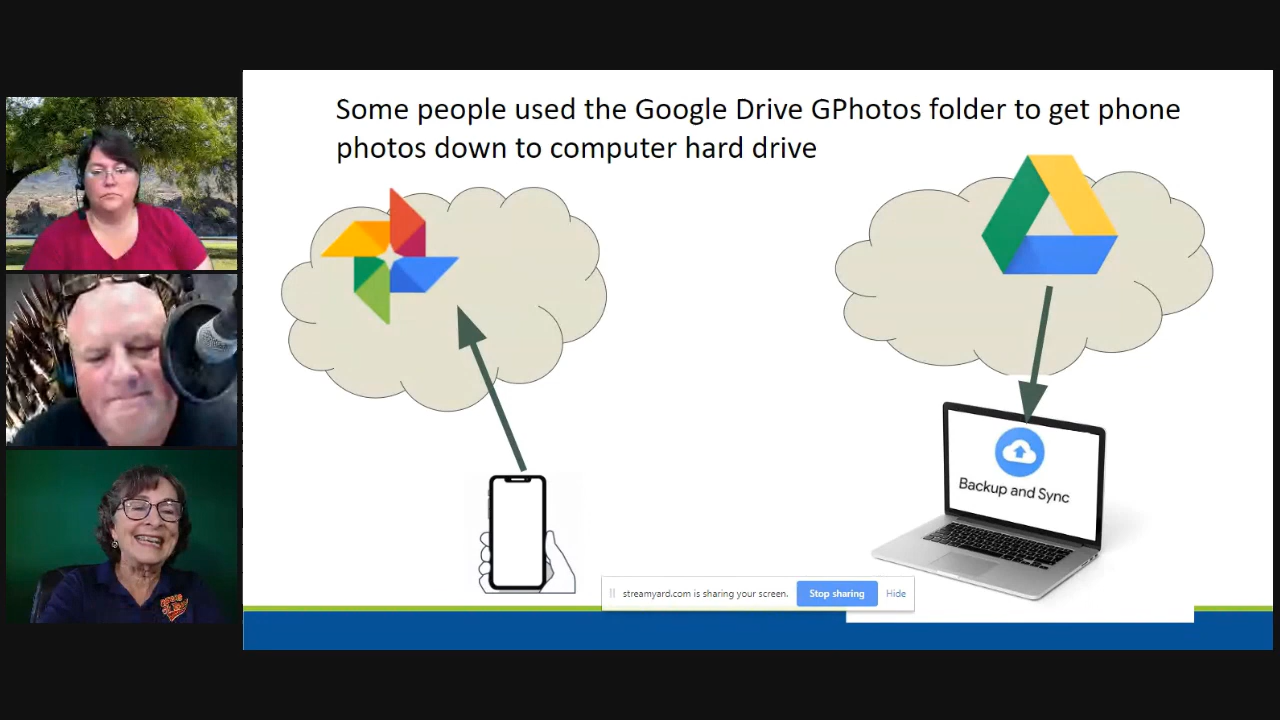 Some people used the Google Drive GPhotos folder to get phone
photos down to computer hard drive
Backup and Sync
streamyard.com is sharing your screen.
Stop sharing
Hide